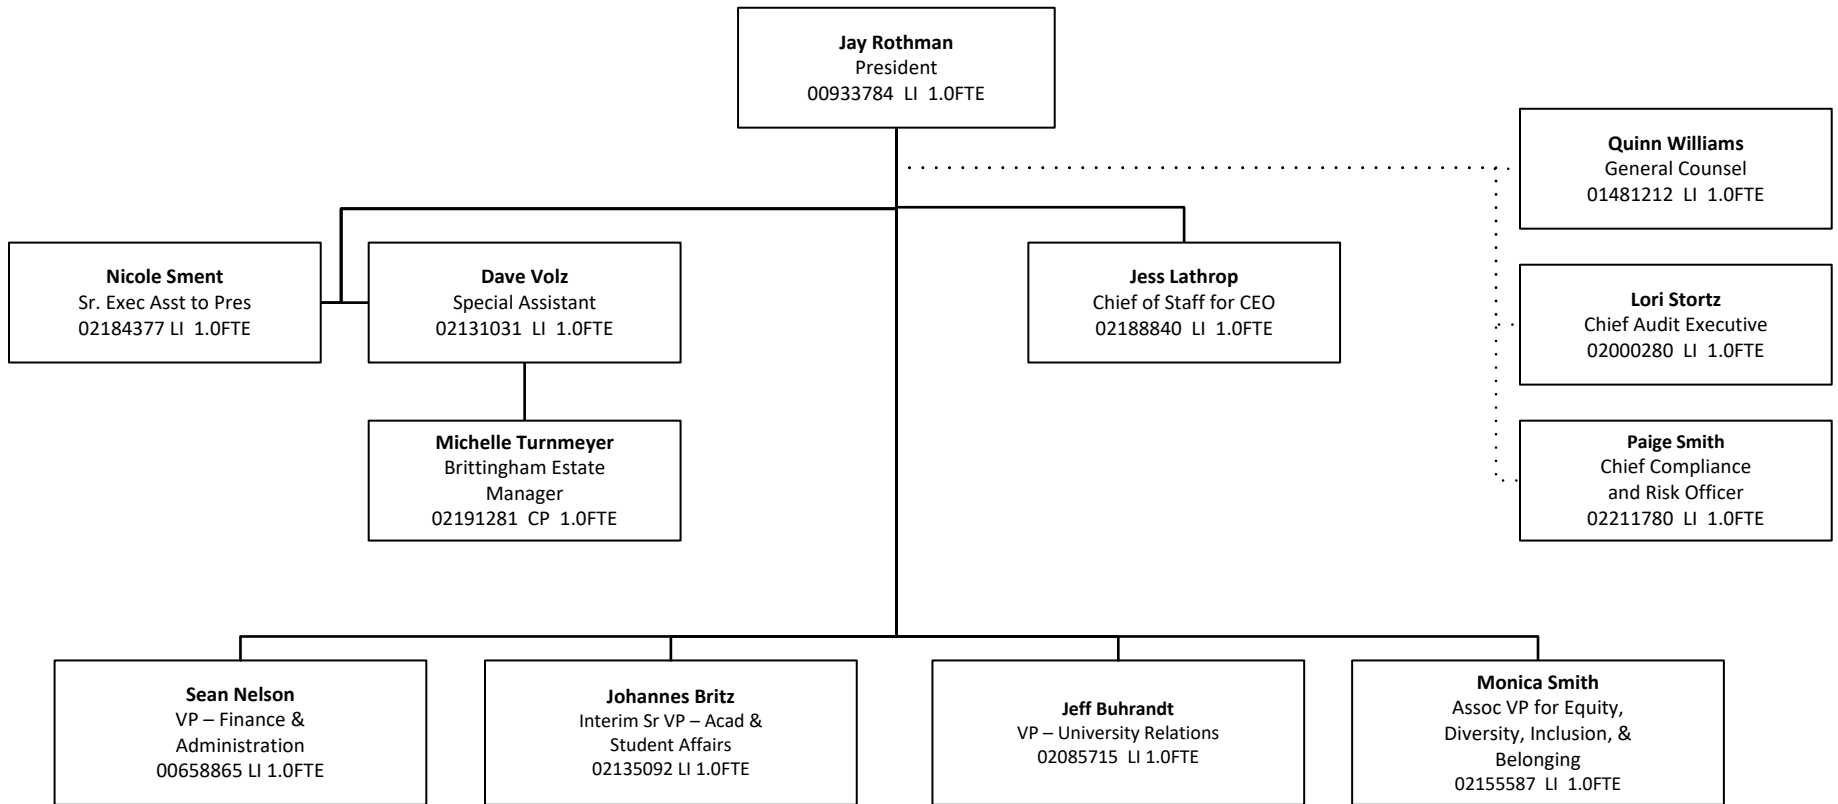 Jay Rothman
President
00933784 LI 1.0FTE
Quinn Williams
General Counsel
01481212 LI 1.0FTE
Nicole Sment
Sr. Exec Asst to Pres
02184377 LI 1.0FTE
Dave Volz
Special Assistant
02131031 LI 1.0FTE
Jess Lathrop
Chief of Staff for CEO
02188840 LI 1.0FTE
Lori Stortz
Chief Audit Executive
02000280 LI 1.0FTE
Michelle Turnmeyer
Brittingham Estate
Manager
02191281 CP 1.0FTE
Paige Smith
Chief Compliance
and Risk Officer
02211780 LI 1.0FTE
Sean Nelson
VP – Finance &
Administration
00658865 LI 1.0FTE
Johannes Britz
Interim Sr VP – Acad &
Student Affairs
02135092 LI 1.0FTE
Jeff Buhrandt
VP – University Relations
02085715 LI 1.0FTE
Monica Smith
Assoc VP for Equity,
Diversity, Inclusion, &
Belonging
02155587 LI 1.0FTE